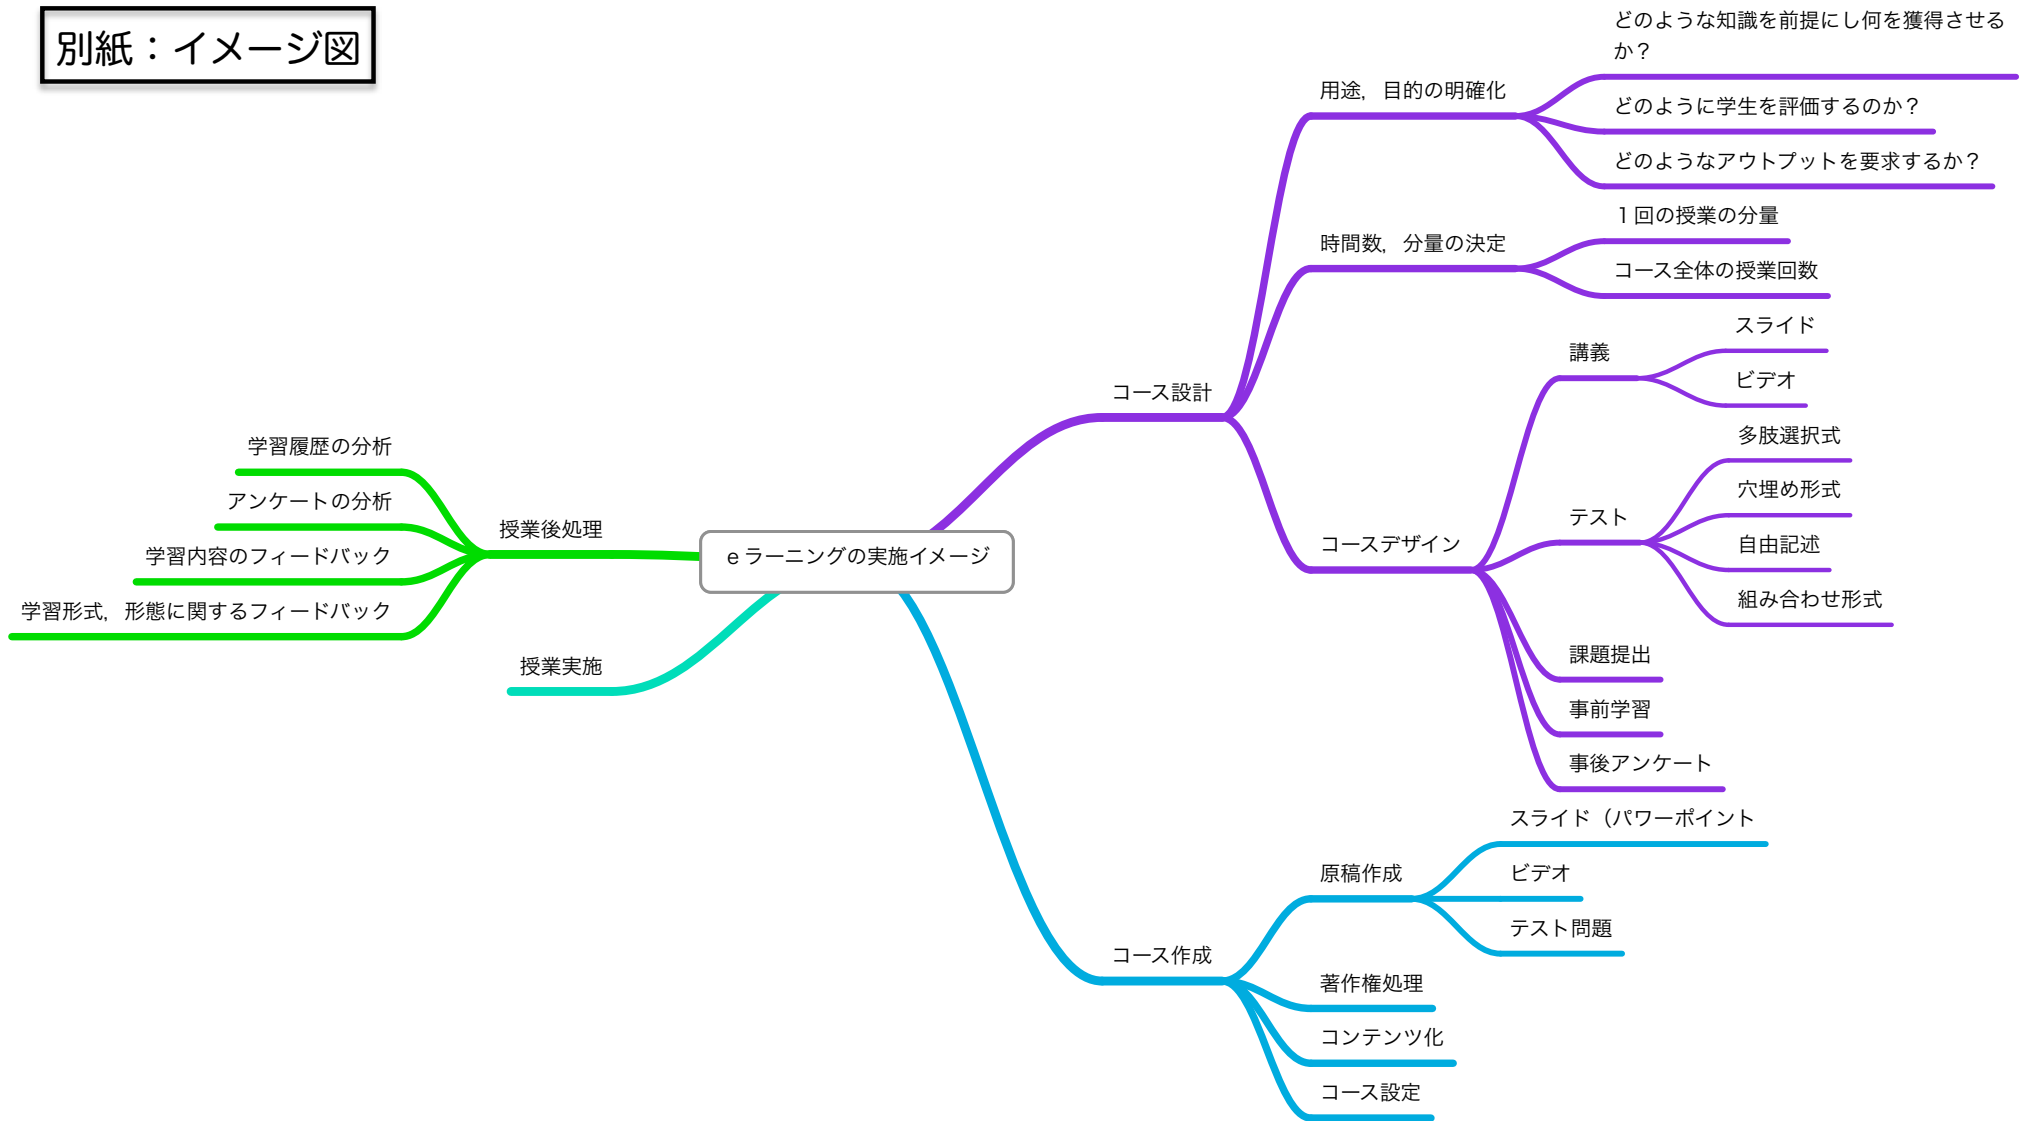 別紙：イメージ図
どのような知識を前提にし何を獲得させる
か？
用途，目的の明確化
どのように学生を評価するのか？
どのようなアウトプットを要求するか？
１回の授業の分量
時間数，分量の決定
コース全体の授業回数
スライド
講義
ビデオ
コース設計
多肢選択式
穴埋め形式
テスト
コースデザイン
自由記述
組み合わせ形式
課題提出
事前学習
事後アンケート
学習履歴の分析
アンケートの分析
授業後処理
学習内容のフィードバック
学習形式，形態に関するフィードバック
ｅラーニングの実施イメージ
授業実施
スライド（パワーポイント
原稿作成
ビデオ
テスト問題
コース作成
著作権処理
コンテンツ化
コース設定